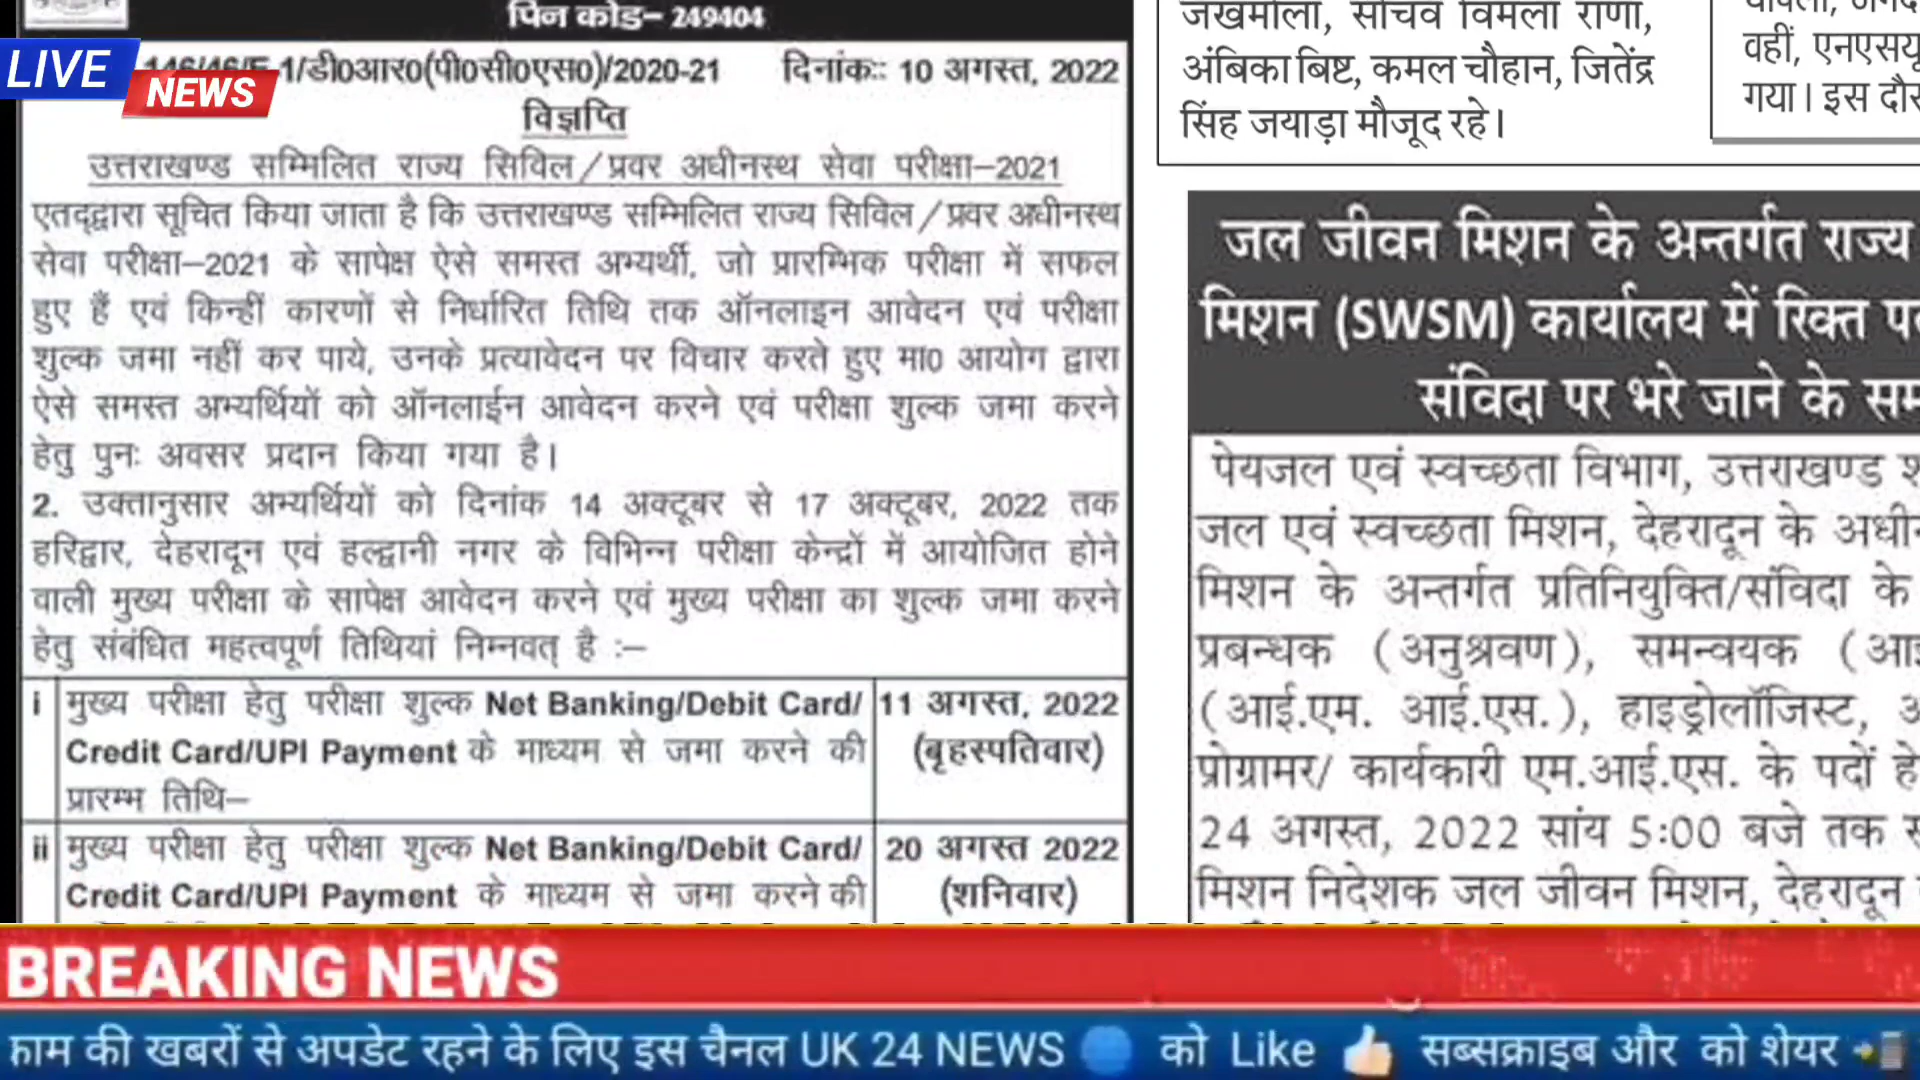 पिन कोड– 249404
LIVE
NEWS
1/डी0आर0(पी0सी0एस0)/2020-21 दिनांकः: 10 अगस्त, 2022
विज्ञप्ति
उत्तराखण्ड सम्मिलित राज्य सिविल/प्रवर अधीनस्थ सेवा परीक्षा–2021
एतद्द्वारा सूचित किया जाता है कि उत्तराखण्ड सम्मिलित राज्य सिविल/प्रवर अधीनस्थ
सेवा परीक्षा–2021 के सापेक्ष ऐसे समस्त अभ्यर्थी, जो प्रारम्भिक परीक्षा में सफल
हुए हैं एवं किन्हीं कारणों से निर्धारित तिथि तक ऑनलाइन आवेदन एवं परीक्षा
शुल्क जमा नहीं कर पाये, उनके प्रत्यावेदन पर विचार करते हुए मा0 आयोग द्वारा
ऐसे समस्त अभ्यर्थियों को ऑनलाईन आवेदन करने एवं परीक्षा शुल्क जमा करने
हेतु पुनः अवसर प्रदान किया गया है।
2. उक्तानुसार अभ्यर्थियों को दिनांक 14 अक्टूबर से 17 अक्टूबर, 2022 तक
हरिद्वार, देहरादून एवं हल्द्वानी नगर के विभिन्न परीक्षा केन्द्रों में आयोजित होने
वाली मुख्य परीक्षा के सापेक्ष आवेदन करने एवं मुख्य परीक्षा का शुल्क जमा करने
हेतु संबंधित महत्वपूर्ण तिथियां निम्नवत् है :–
i मुख्य परीक्षा हेतु परीक्षा शुल्क Net Banking/Debit Card/ 11 अगस्त, 2022
Credit Card/UPI Payment के माध्यम से जमा करने की (बृहस्पतिवार)
प्रारम्भ तिथि–
ii मुख्य परीक्षा हेतु परीक्षा शुल्क Net Banking/Debit Card/ 20 अगस्त 2022
Credit Card/UPI Payment के माध्यम से जमा करने की (शनिवार)
जखमोला, सचिव विमला राणा,
अंबिका बिष्ट, कमल चौहान, जितेंद्र
सिंह जयाड़ा मौजूद रहे।
वहीं, एनएसयू
गया। इस दौर
जल जीवन मिशन के अन्तर्गत राज्य
मिशन (SWSM) कार्यालय में रिक्त
संविदा पर भरे जाने के सम
पेयजल एवं स्वच्छता विभाग, उत्तराखण्ड
जल एवं स्वच्छता मिशन, देहरादून के अधीन
मिशन के अन्तर्गत प्रतिनियुक्ति/संविदा के
प्रबन्धक (अनुश्रवण), समन्वयक (आई
(आई.एम. आई.एस.), हाइड्रोलॉजिस्ट,
प्रोग्रामर/ कार्यकारी एम.आई.एस. के पदों हे
24 अगस्त, 2022 सांय 5:00 बजे तक
मिशन निदेशक जल जीवन मिशन, देहरादून
BREAKING NEWS
की खबरों से अपडेट रहने के लिए इस चैनल UK 24 NEWS 🔵 को Like 👍🏻 सब्सक्राइब और को शेयर 📲